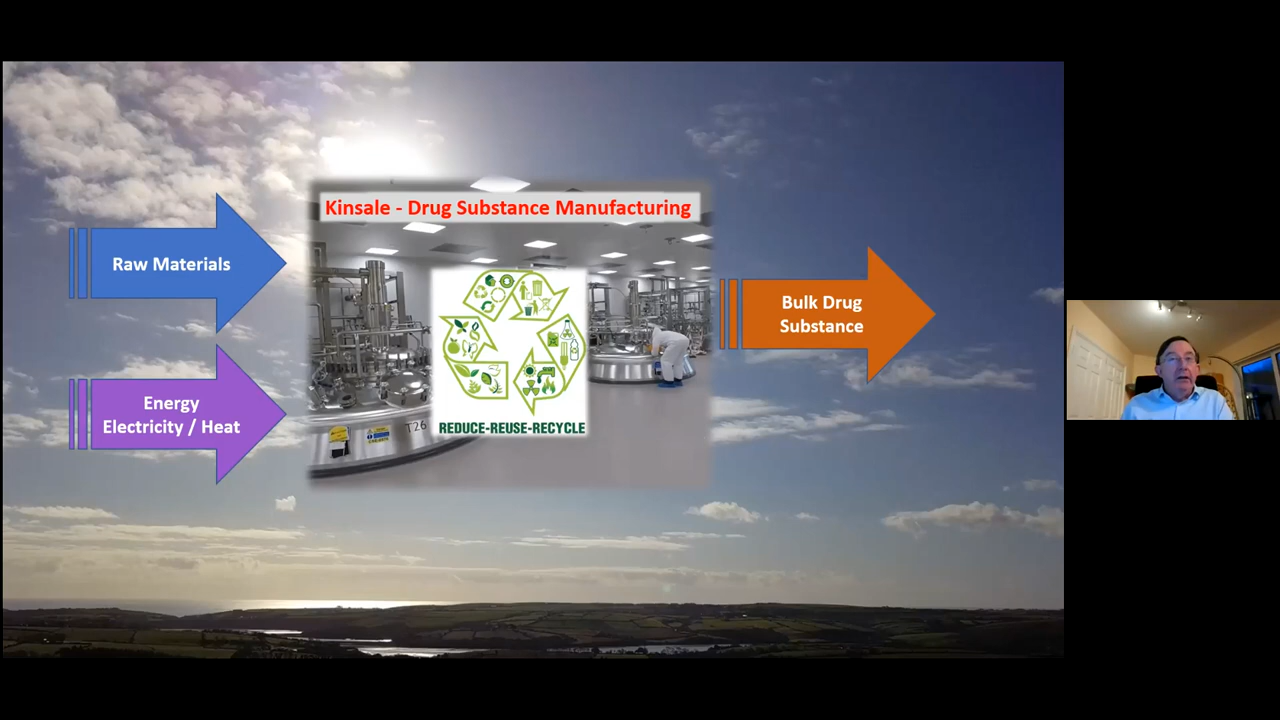 Kinsale - Drug Substance Manufacturing
Raw Materials
Energy
Electricity / Heat
T26
REDUCE-REUSE-RECYCLE
Bulk Drug
Substance